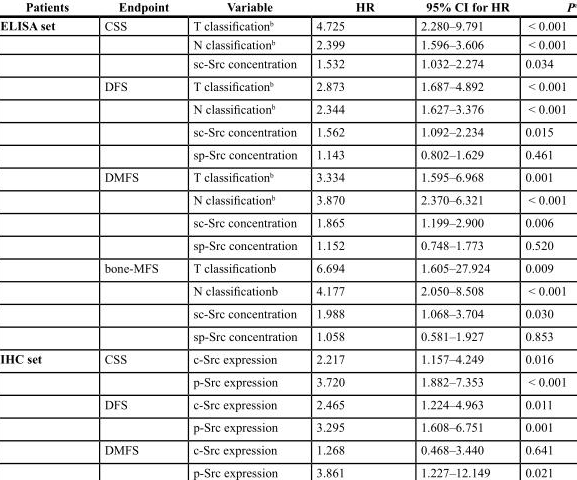 Patients Endpoint Variable HR 95% CI for HR Pª
ELISA set CSS T classificationᵇ 4.725 2.280–9.791 < 0.001
N classificationᵇ 2.399 1.596–3.606 < 0.001
sc-Src concentration 1.532 1.032–2.274 0.034
DFS T classificationᵇ 2.873 1.687–4.892 < 0.001
N classificationᵇ 2.344 1.627–3.376 < 0.001
sc-Src concentration 1.562 1.092–2.234 0.015
sp-Src concentration 1.143 0.802–1.629 0.461
DMFS T classificationᵇ 3.334 1.595–6.968 0.001
N classificationᵇ 3.870 2.370–6.321 < 0.001
sc-Src concentration 1.865 1.199–2.900 0.006
sp-Src concentration 1.152 0.748–1.773 0.520
bone-MFS T classificationb 6.694 1.605–27.924 0.009
N classificationb 4.177 2.050–8.508 < 0.001
sc-Src concentration 1.988 1.068–3.704 0.030
sp-Src concentration 1.058 0.581–1.927 0.853
IHC set CSS c-Src expression 2.217 1.157–4.249 0.016
p-Src expression 3.720 1.882–7.353 < 0.001
DFS c-Src expression 2.465 1.224–4.963 0.011
p-Src expression 3.295 1.608–6.751 0.001
DMFS c-Src expression 1.268 0.468–3.440 0.641
p-Src expression 3.861 1.227–12.149 0.021